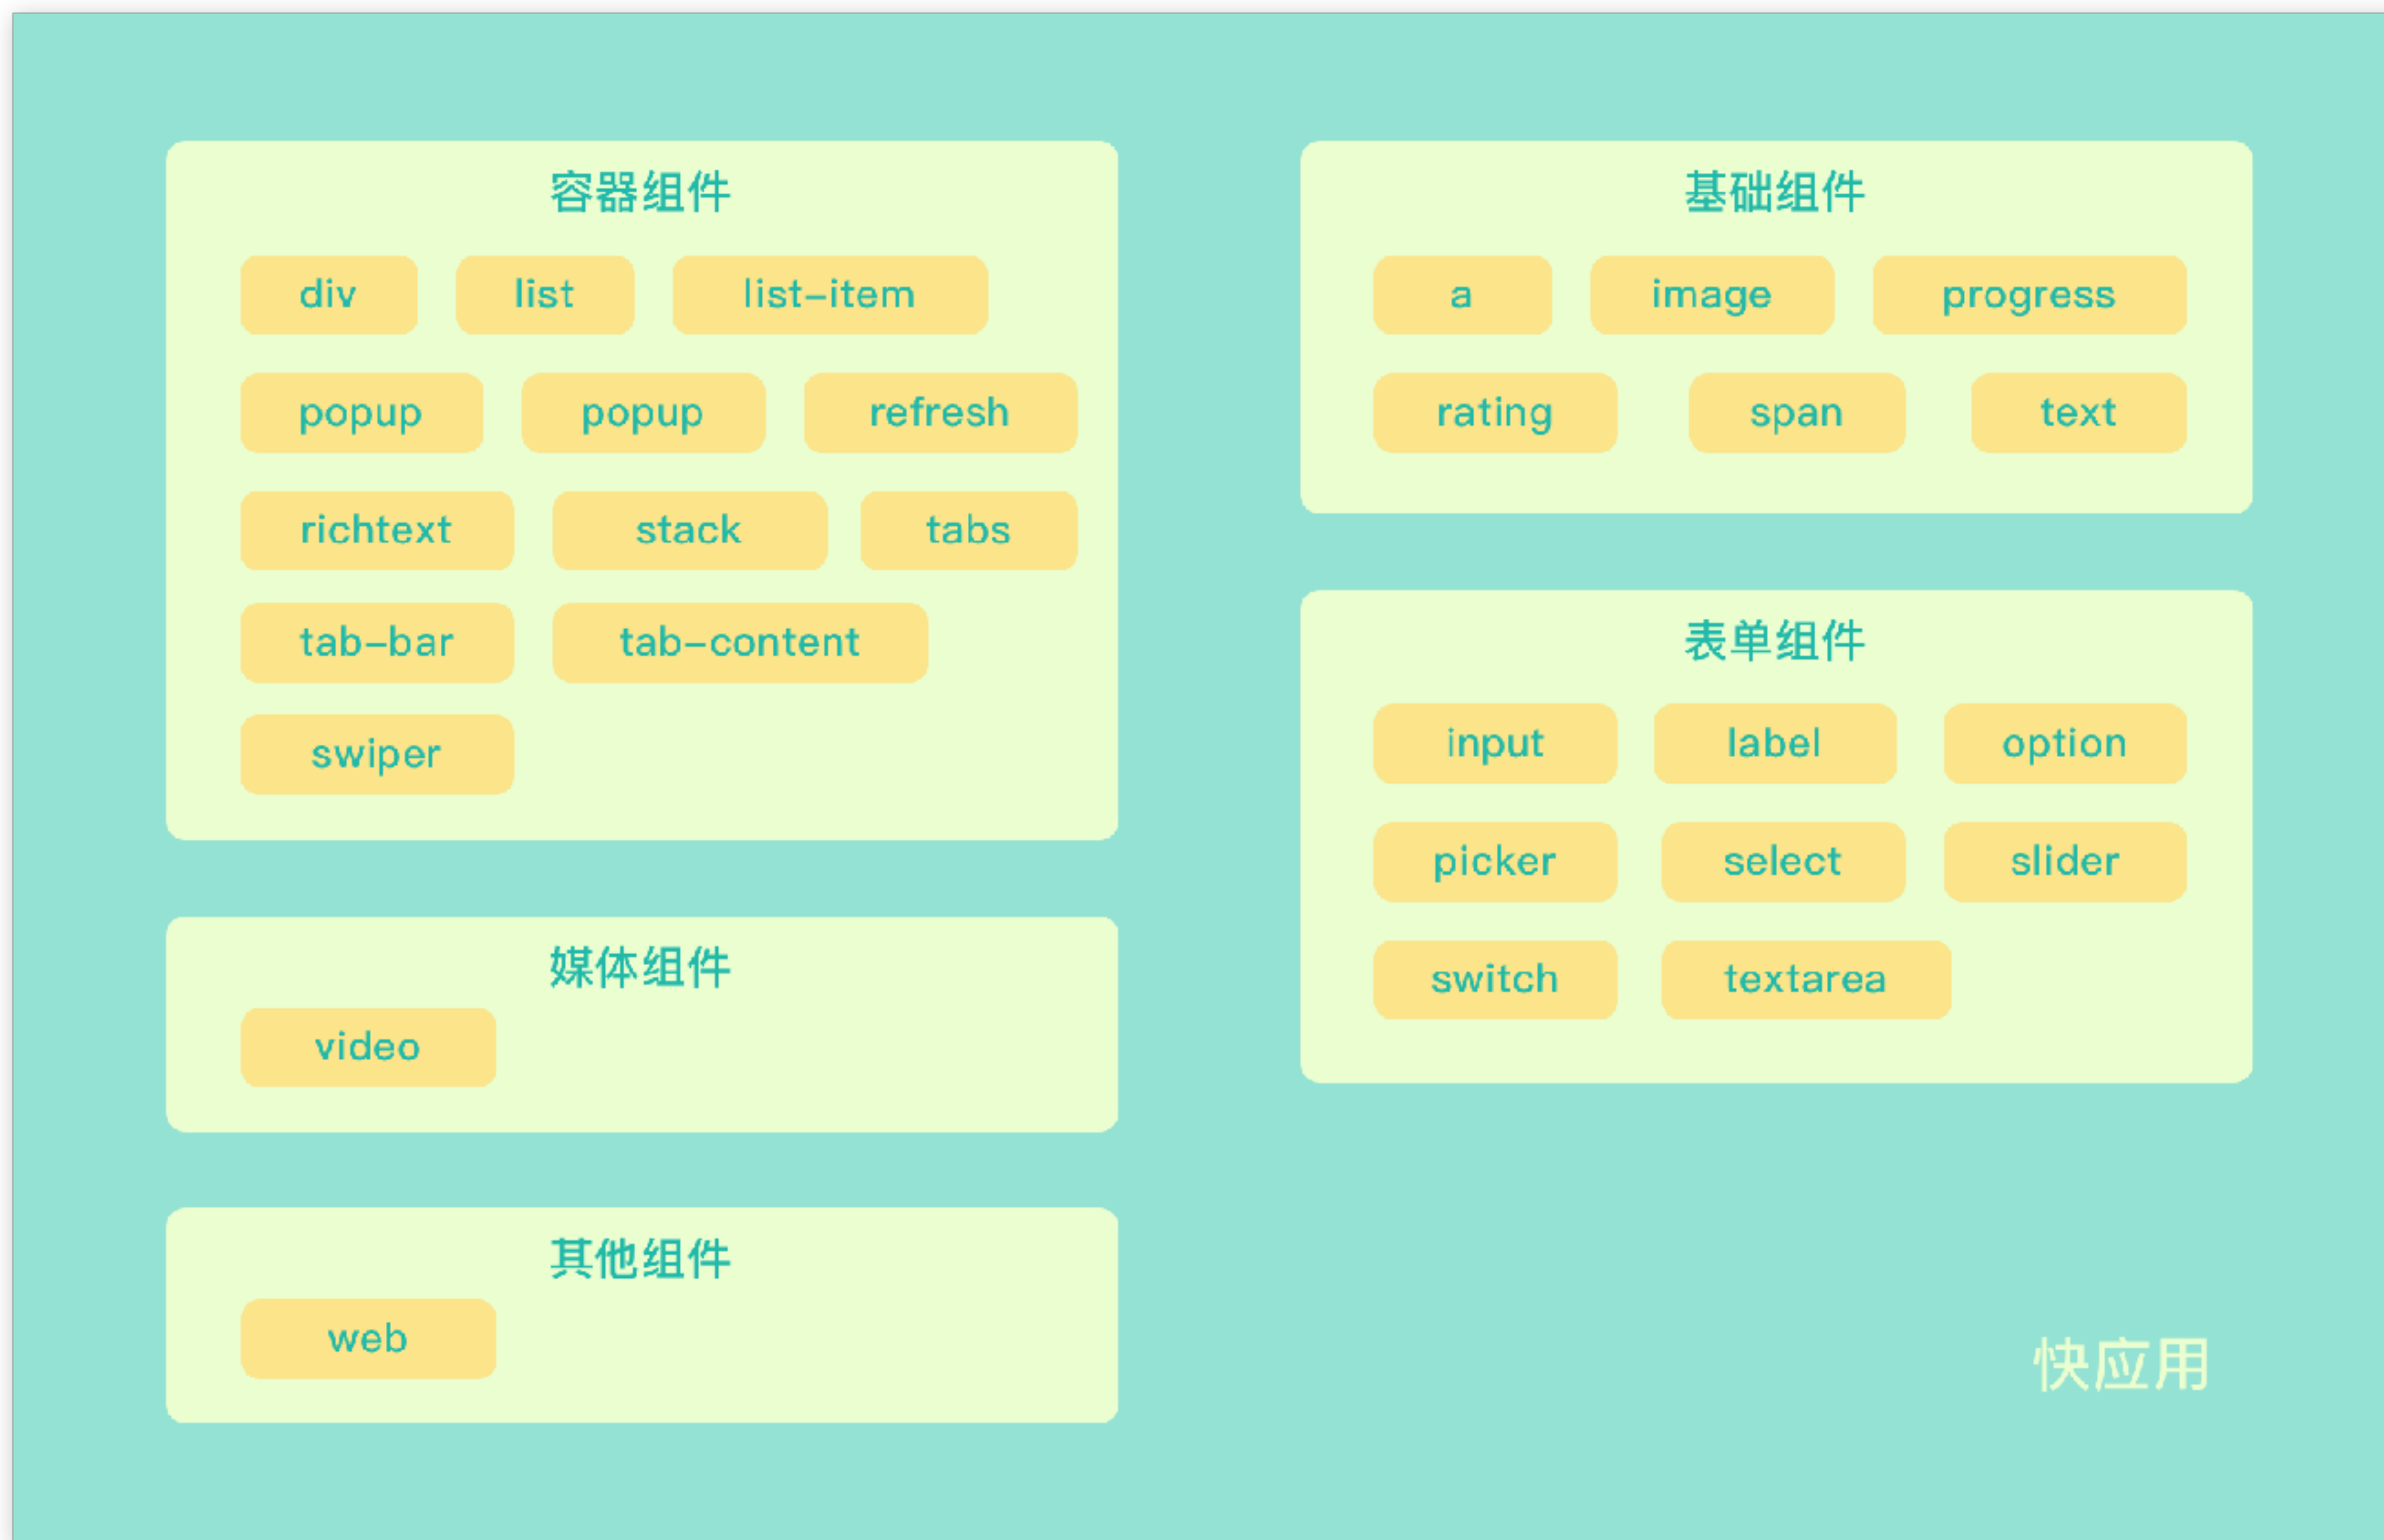 容器组件
div list list-item
popup popup refresh
richtext stack tabs
tab-bar tab-content
swiper
媒体组件
video
其他组件
web
基础组件
a image progress
rating span text
表单组件
input label option
picker select slider
switch textarea
快应用